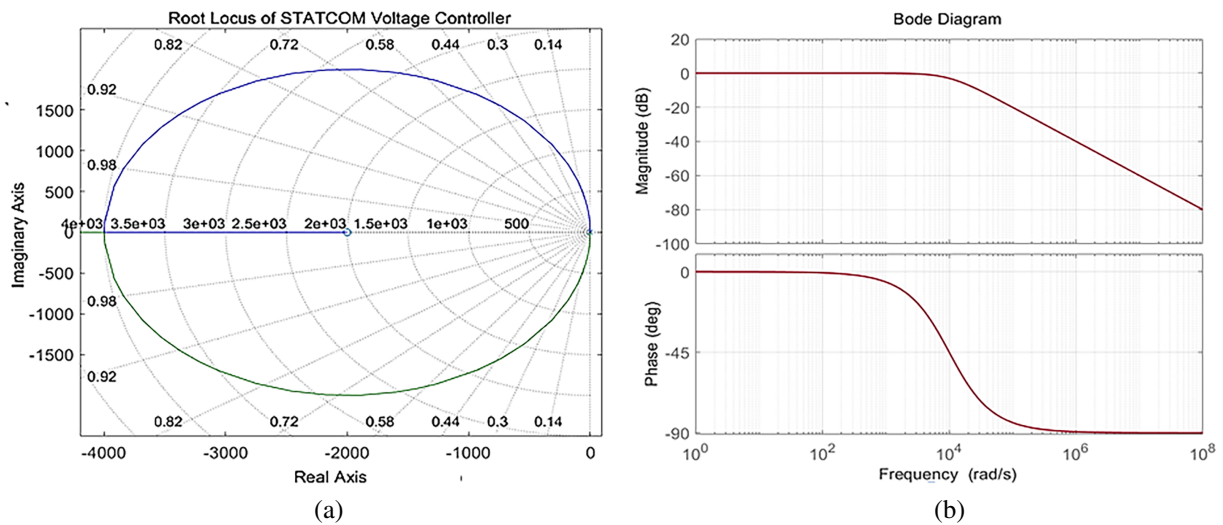 Root Locus of STATCOM Voltage Controller
0.82 0.72 0.58 0.44 0.3 0.14
0.92
1500
1000
0.98
500
4e+03 3.5e+03 3e+03 2.5e+03 2e+03 1.5e+03 1e+03 500
0
-500
0.98
-1000
-1500
0.92
0.82 0.72 0.58 0.44 0.3 0.14
-4000 -3000 -2000 -1000 0
Imaginary Axis
Real Axis
(a)
Bode Diagram
20
0
-20
-40
-60
-80
-100
Magnitude (dB)
0
-45
-90
Phase (deg)
10^0 10^2 10^4 10^6 10^8
Frequency (rad/s)
(b)